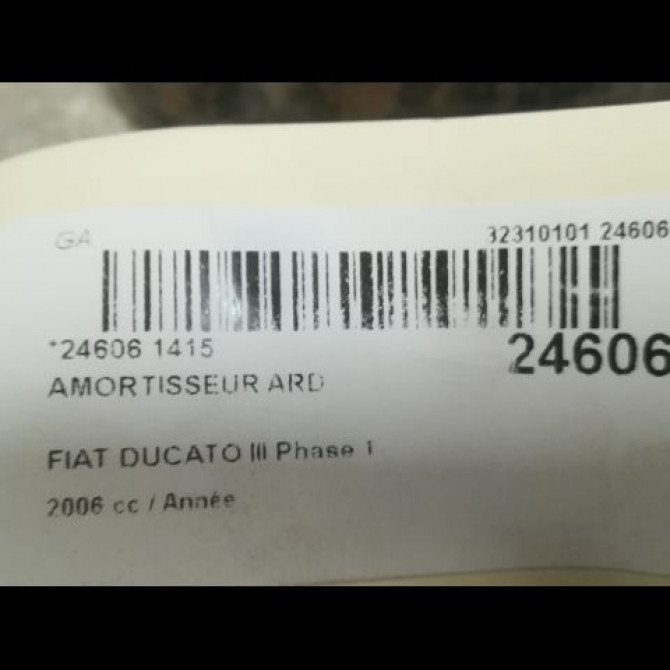 GA
32310101 24606
*24606 1415
24606
AMORTISSEUR ARD
FIAT DUCATO III Phase 1
2006 cc / Année